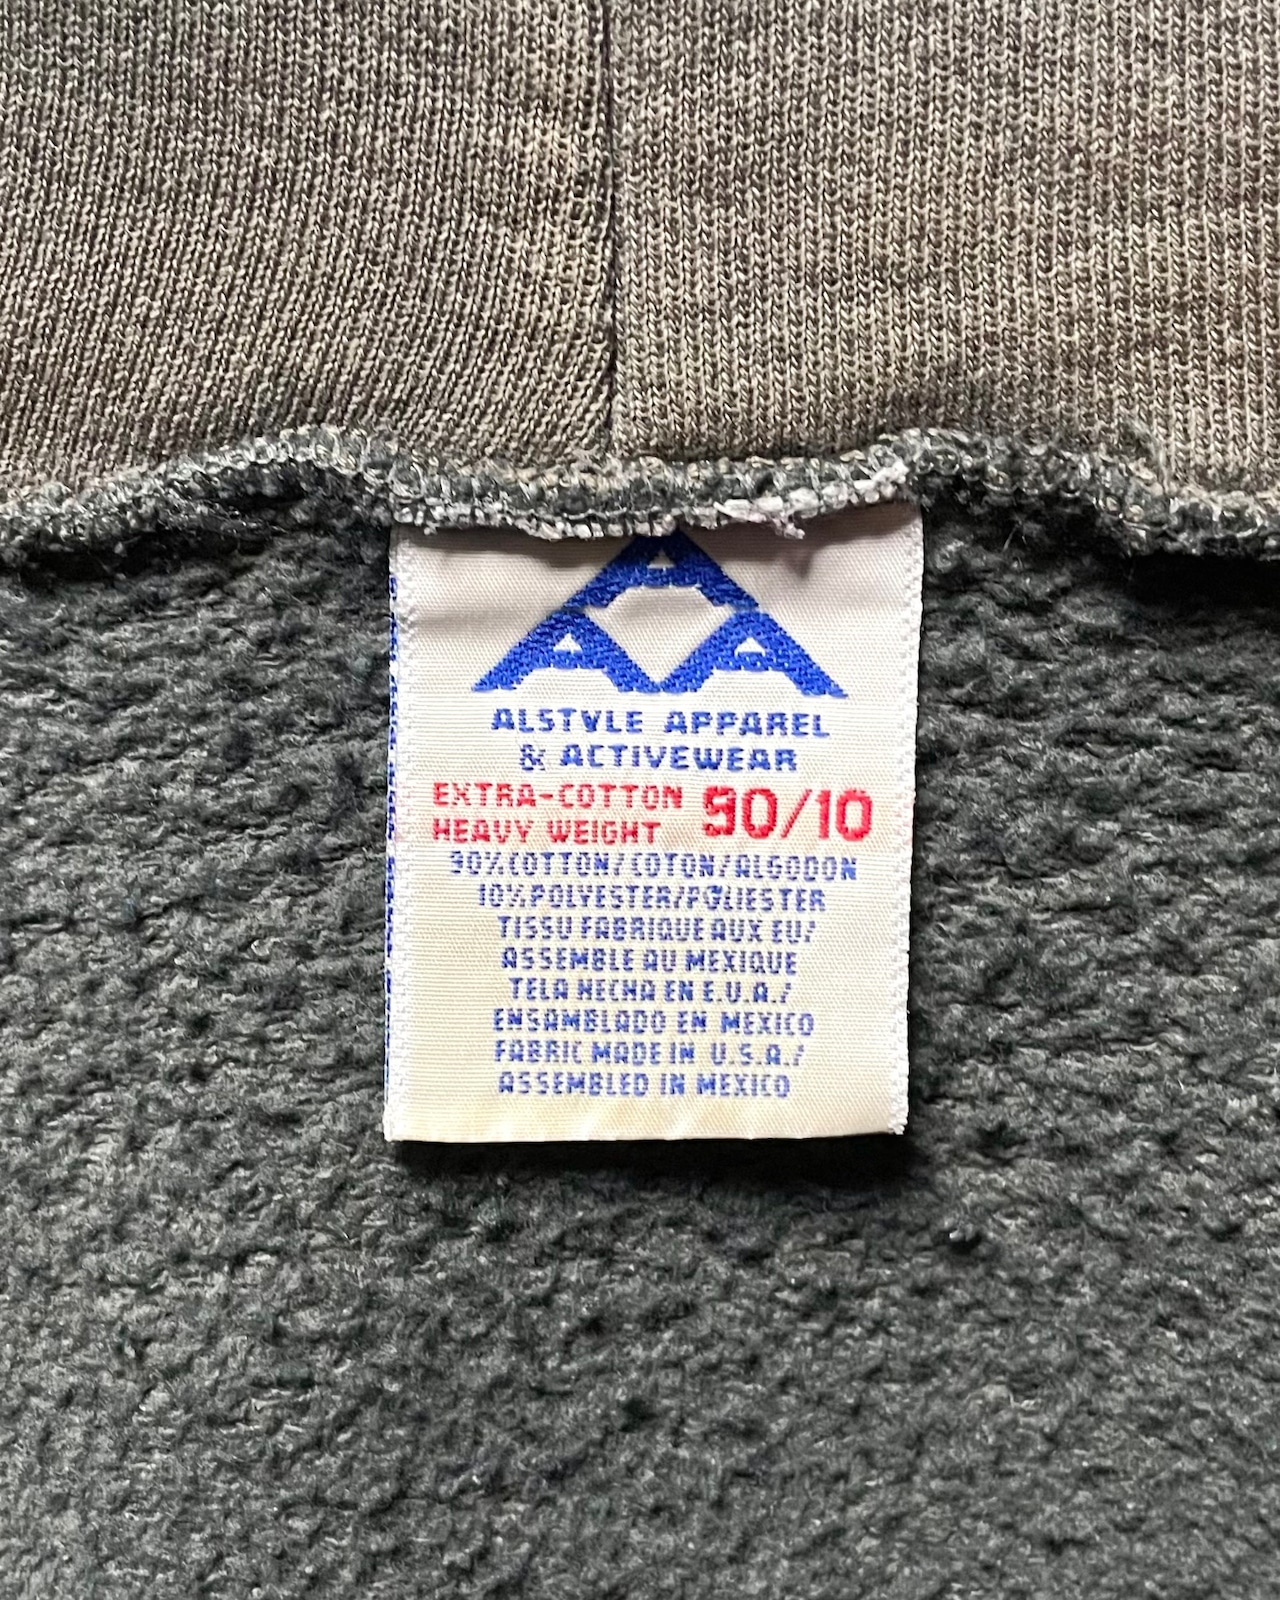 A
A A
ALSTYLE APPAREL
& ACTIVEWEAR
EXTRA-COTTON 90/10
HEAVY WEIGHT
90%COTTON/COTON/ALGODON
10%POLYESTER/POLIESTER
TISSU FABRIQUE AUX EU/
ASSEMBLE AU MEXIQUE
TELA HECHA EN E.U.A./
ENSAMBLADO EN MEXICO
FABRIC MADE IN U.S.A./
ASSEMBLED IN MEXICO